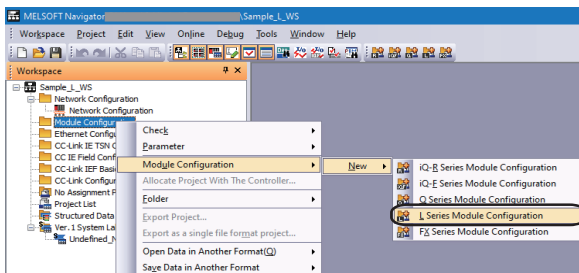 MELSOFT Navigator \Sample_L_WS
Workspace Project Edit View Online Debug Tools Window Help
Workspace
Sample_L_WS
Network Configuration
Network Configuration
Module Configuration
Ethernet Configu
CC-Link IE TSN C
CC IE Field Conf
CC-Link IEF Basi
CC-Link Configur
No Assignment F
Project List
Structured Data
Ver.1 System La
Undefined_N
Check
Parameter
Module Configuration
Allocate Project With The Controller...
Folder
Export Project...
Export as a single file format project...
Open Data in Another Format(O)
Save Data in Another Format
New
iQ-R Series Module Configuration
iQ-F Series Module Configuration
Q Series Module Configuration
L Series Module Configuration
FX Series Module Configuration